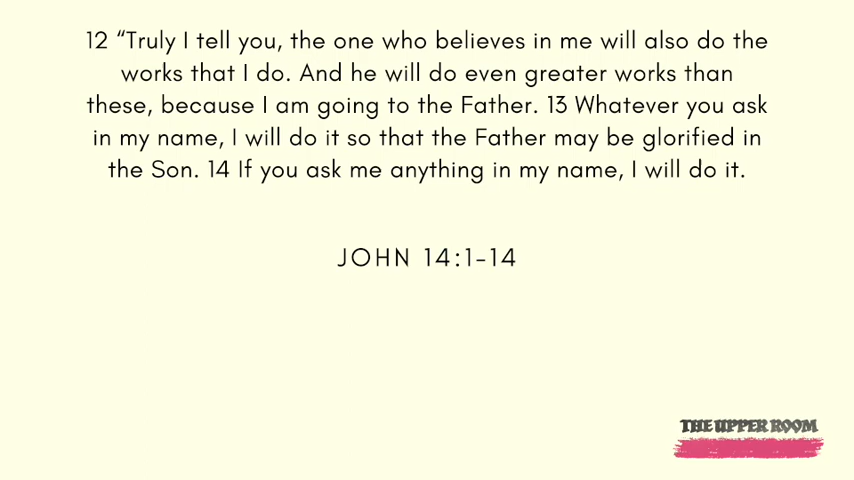 12 “Truly I tell you, the one who believes in me will also do the
works that I do. And he will do even greater works than
these, because I am going to the Father. 13 Whatever you ask
in my name, I will do it so that the Father may be glorified in
the Son. 14 If you ask me anything in my name, I will do it.
JOHN 14:1-14
THE UPPER ROOM